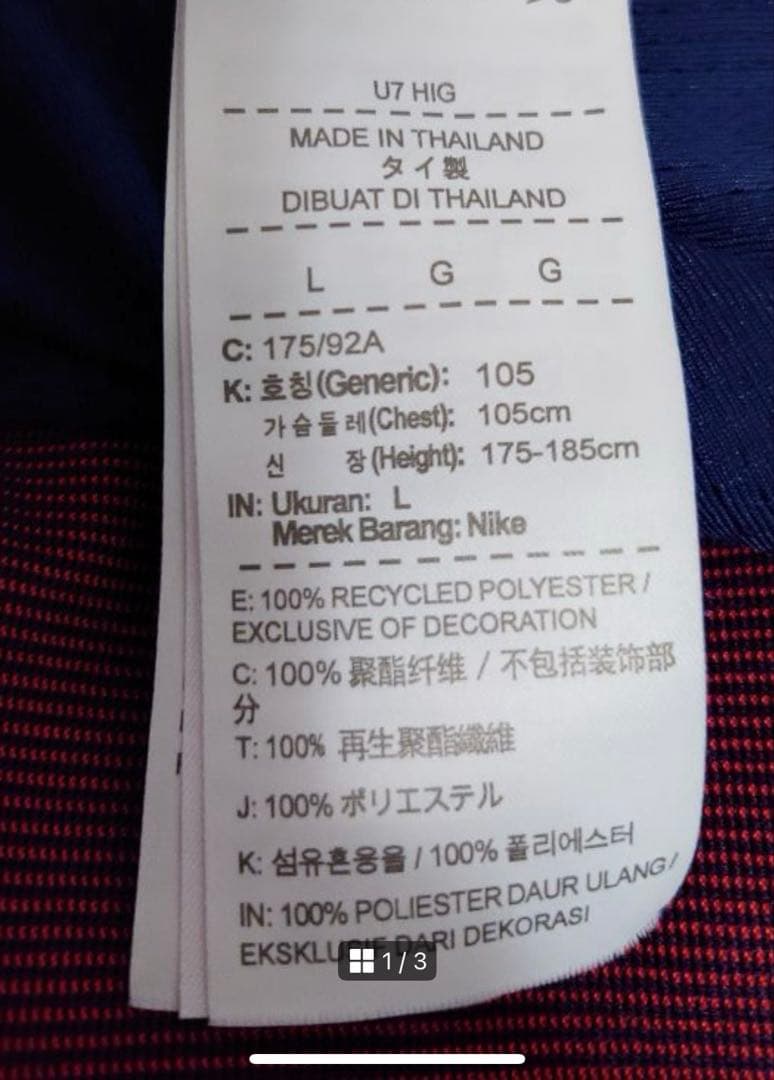 U7 HIG
MADE IN THAILAND
タイ製
DIBUAT DI THAILAND
L G G
C: 175/92A
K: 호칭(Generic): 105
가슴둘레(Chest): 105cm
신 장(Height): 175-185cm
IN: Ukuran: L
Merek Barang: Nike
E: 100% RECYCLED POLYESTER /
EXCLUSIVE OF DECORATION
C: 100% 聚酯纤维 / 不包括装饰部
分
T: 100% 再生聚酯纖維
J: 100% ポリエステル
K: 섬유혼용율 / 100% 폴리에스터
IN: 100% POLIESTER DAUR ULANG /
EKSKLUSIF DARI DEKORASI
1 / 3